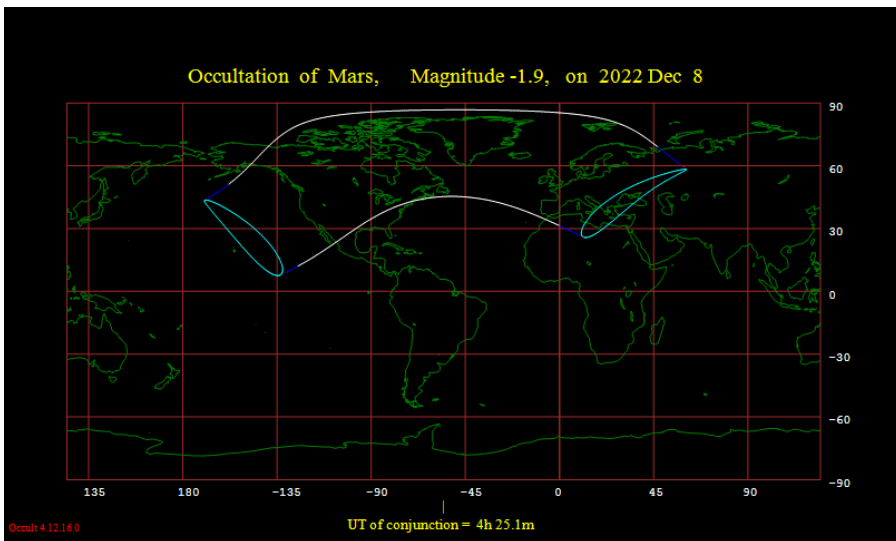 Occultation of Mars, Magnitude -1.9, on 2022 Dec 8
90
60
30
0
-30
-60
-90
135 180 -135 -90 -45 0 45 90
UT of conjunction = 4h 25.1m
Occult 4.12.16.0